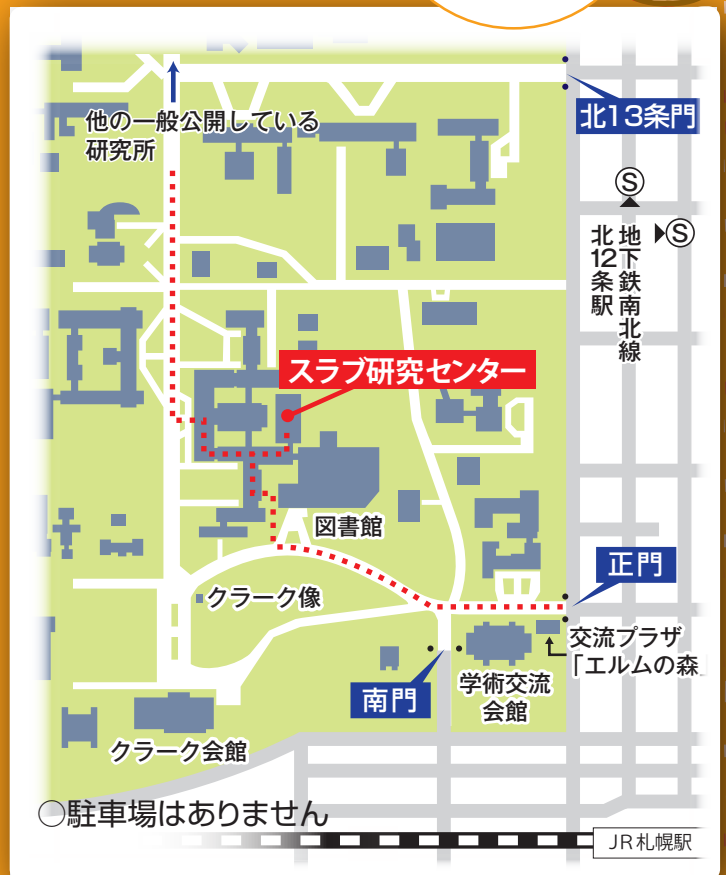 他の一般公開している
研究所
北13条門
Ⓢ
Ⓢ
地下鉄南北線
北12条駅
スラブ研究センター
図書館
正門
クラーク像
交流プラザ
「エルムの森」
学術交流
会館
南門
クラーク会館
○駐車場はありません
JR札幌駅